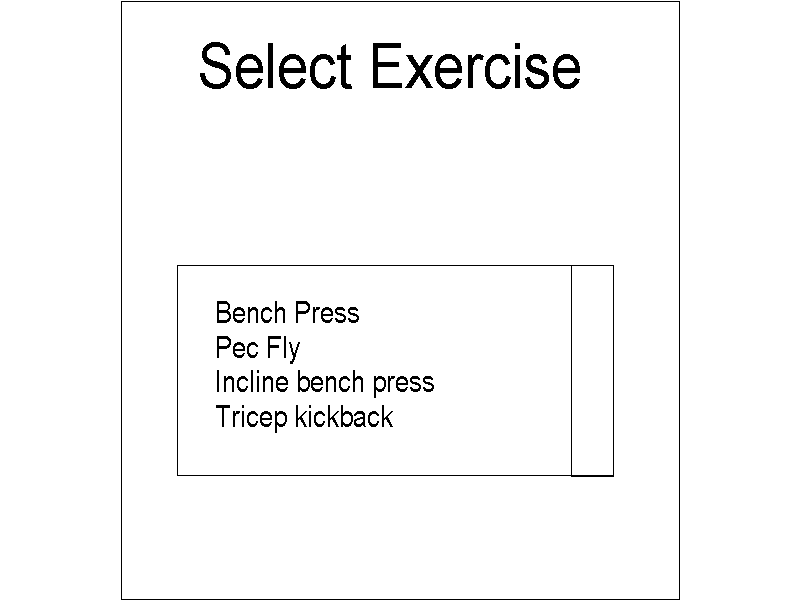 Select Exercise
Bench Press
Pec Fly
Incline bench press
Tricep kickback